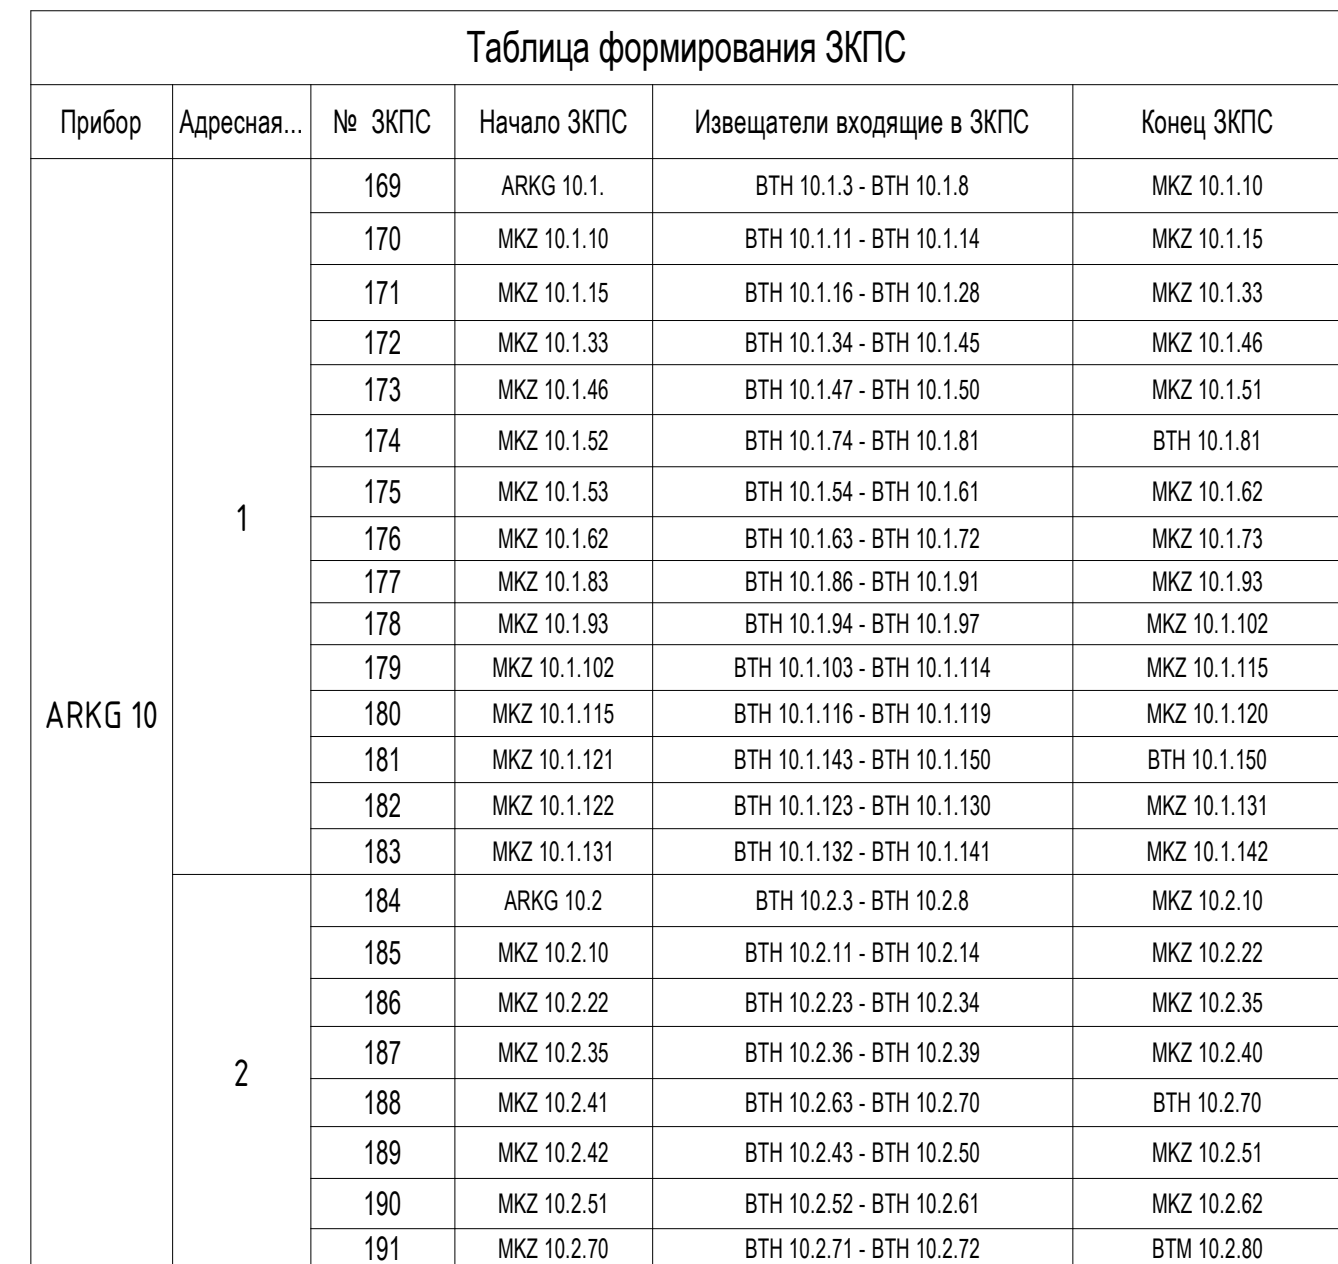 Таблица формирования ЗКПС
Прибор Адресная... № ЗКПС Начало ЗКПС Извещатели входящие в ЗКПС Конец ЗКПС
169 ARKG 10.1. BTH 10.1.3 - BTH 10.1.8 MKZ 10.1.10
170 MKZ 10.1.10 BTH 10.1.11 - BTH 10.1.14 MKZ 10.1.15
171 MKZ 10.1.15 BTH 10.1.16 - BTH 10.1.28 MKZ 10.1.33
172 MKZ 10.1.33 BTH 10.1.34 - BTH 10.1.45 MKZ 10.1.46
173 MKZ 10.1.46 BTH 10.1.47 - BTH 10.1.50 MKZ 10.1.51
174 MKZ 10.1.52 BTH 10.1.74 - BTH 10.1.81 BTH 10.1.81
175 MKZ 10.1.53 BTH 10.1.54 - BTH 10.1.61 MKZ 10.1.62
1
176 MKZ 10.1.62 BTH 10.1.63 - BTH 10.1.72 MKZ 10.1.73
177 MKZ 10.1.83 BTH 10.1.86 - BTH 10.1.91 MKZ 10.1.93
178 MKZ 10.1.93 BTH 10.1.94 - BTH 10.1.97 MKZ 10.1.102
179 MKZ 10.1.102 BTH 10.1.103 - BTH 10.1.114 MKZ 10.1.115
ARKG 10
180 MKZ 10.1.115 BTH 10.1.116 - BTH 10.1.119 MKZ 10.1.120
181 MKZ 10.1.121 BTH 10.1.143 - BTH 10.1.150 BTH 10.1.150
182 MKZ 10.1.122 BTH 10.1.123 - BTH 10.1.130 MKZ 10.1.131
183 MKZ 10.1.131 BTH 10.1.132 - BTH 10.1.141 MKZ 10.1.142
184 ARKG 10.2 BTH 10.2.3 - BTH 10.2.8 MKZ 10.2.10
185 MKZ 10.2.10 BTH 10.2.11 - BTH 10.2.14 MKZ 10.2.22
186 MKZ 10.2.22 BTH 10.2.23 - BTH 10.2.34 MKZ 10.2.35
187 MKZ 10.2.35 BTH 10.2.36 - BTH 10.2.39 MKZ 10.2.40
2
188 MKZ 10.2.41 BTH 10.2.63 - BTH 10.2.70 BTH 10.2.70
189 MKZ 10.2.42 BTH 10.2.43 - BTH 10.2.50 MKZ 10.2.51
190 MKZ 10.2.51 BTH 10.2.52 - BTH 10.2.61 MKZ 10.2.62
191 MKZ 10.2.70 BTH 10.2.71 - BTH 10.2.72 BTM 10.2.80